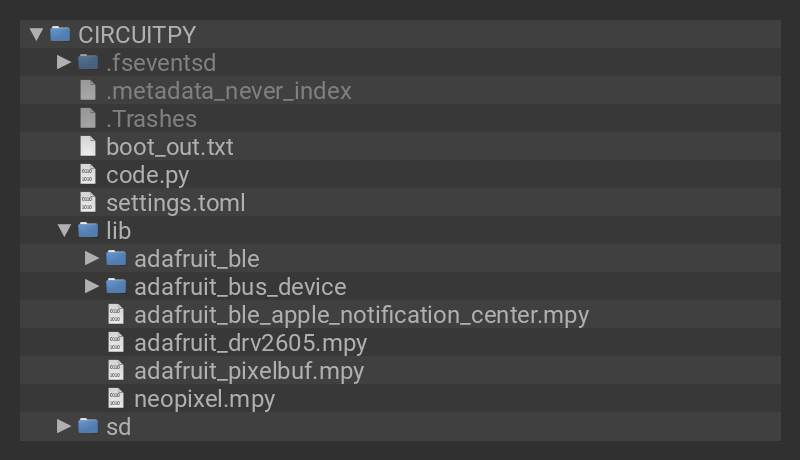 CIRCUITPY
.fseventsd
.metadata_never_index
.Trashes
boot_out.txt
code.py
settings.toml
lib
adafruit_ble
adafruit_bus_device
adafruit_ble_apple_notification_center.mpy
adafruit_drv2605.mpy
adafruit_pixelbuf.mpy
neopixel.mpy
sd